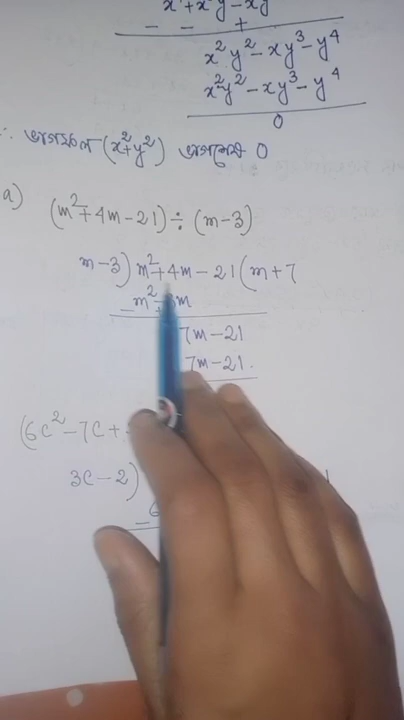 x²y² - xy³ - y⁴
x²y² - xy³ - y⁴
0
∴ ভাগফল (x²+y²) ভাগশেষ 0
a)
(m²+4m-21) ÷ (m-3)
m-3) m²+4m-21 (m+7
7m-21
7m-21.
(6c²-7c+
3c-2)